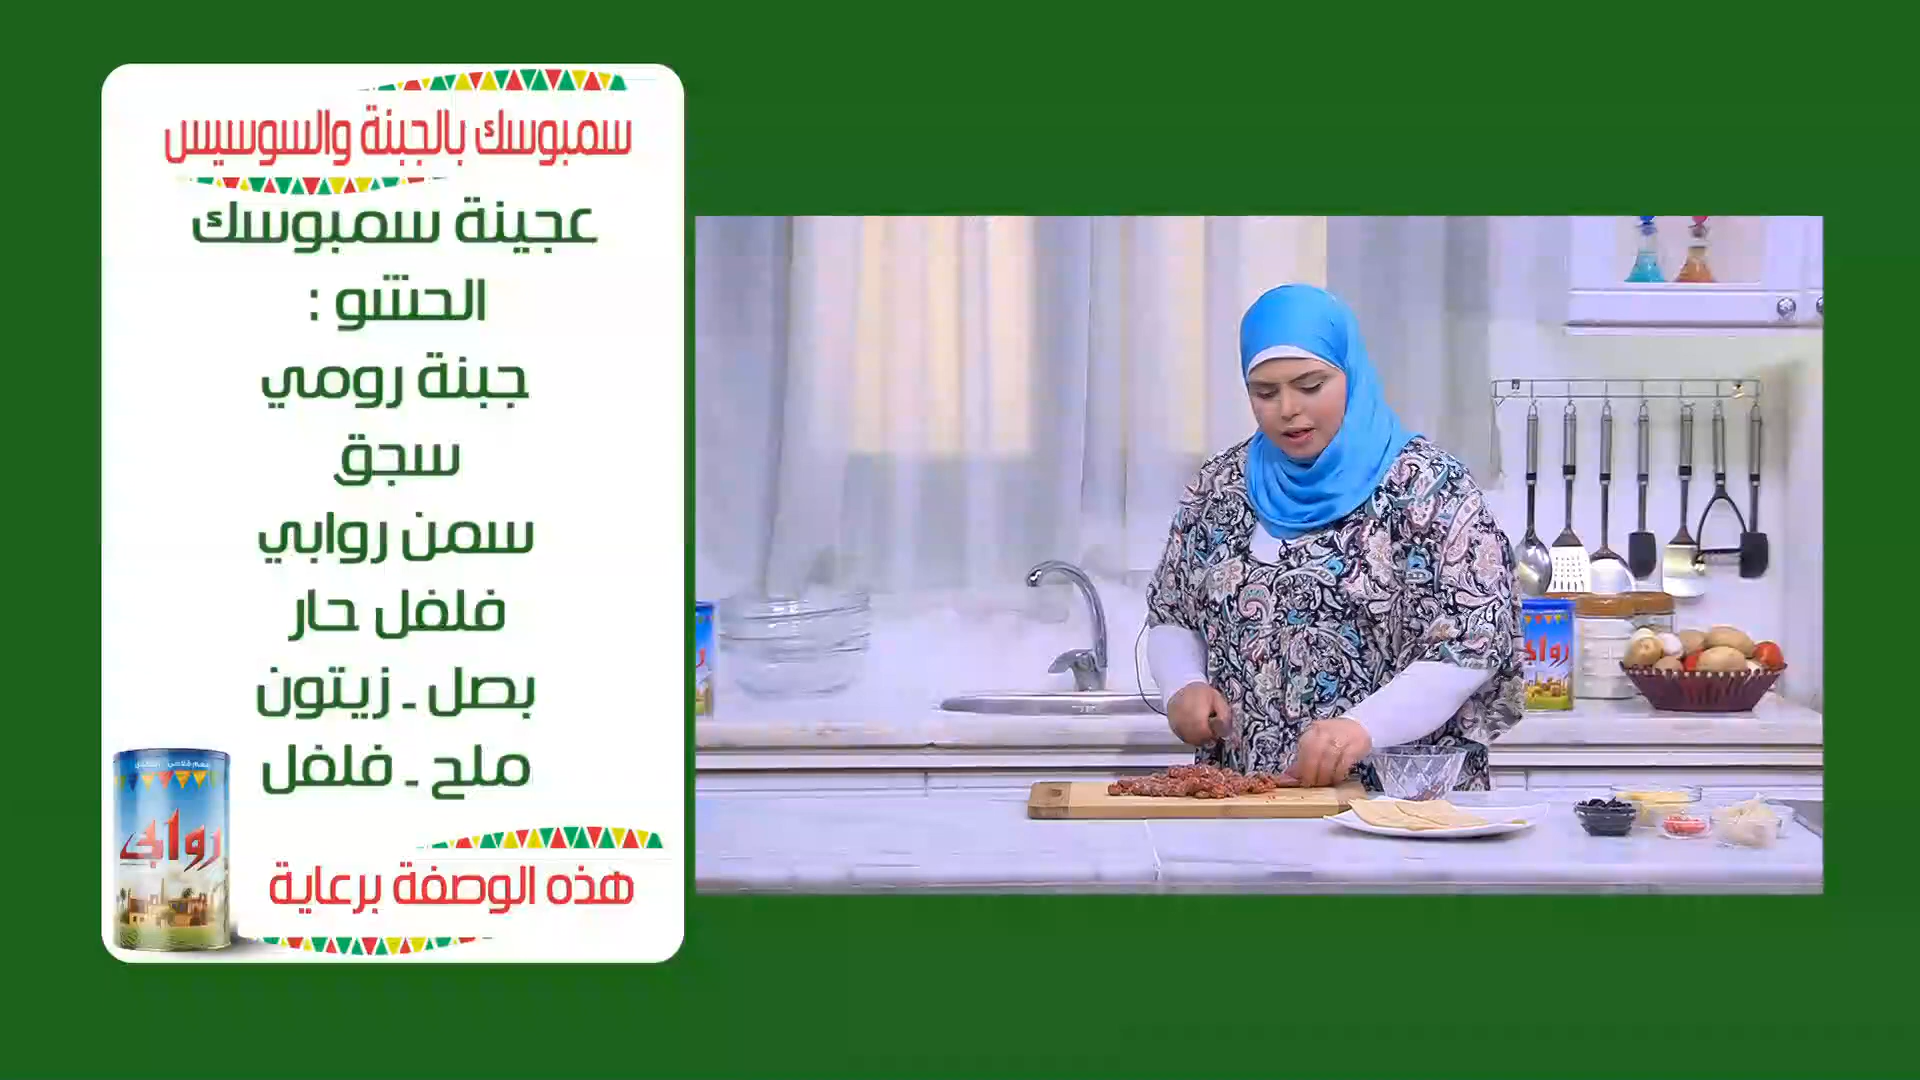 سمبوسك بالجبنة والسوسيس
عجينة سمبوسك
الحشو :
جبنة رومي
سجق
سمن روابي
فلفل حار
بصل ـ زيتون
ملح ـ فلفل
روابي
هذه الوصفة برعاية